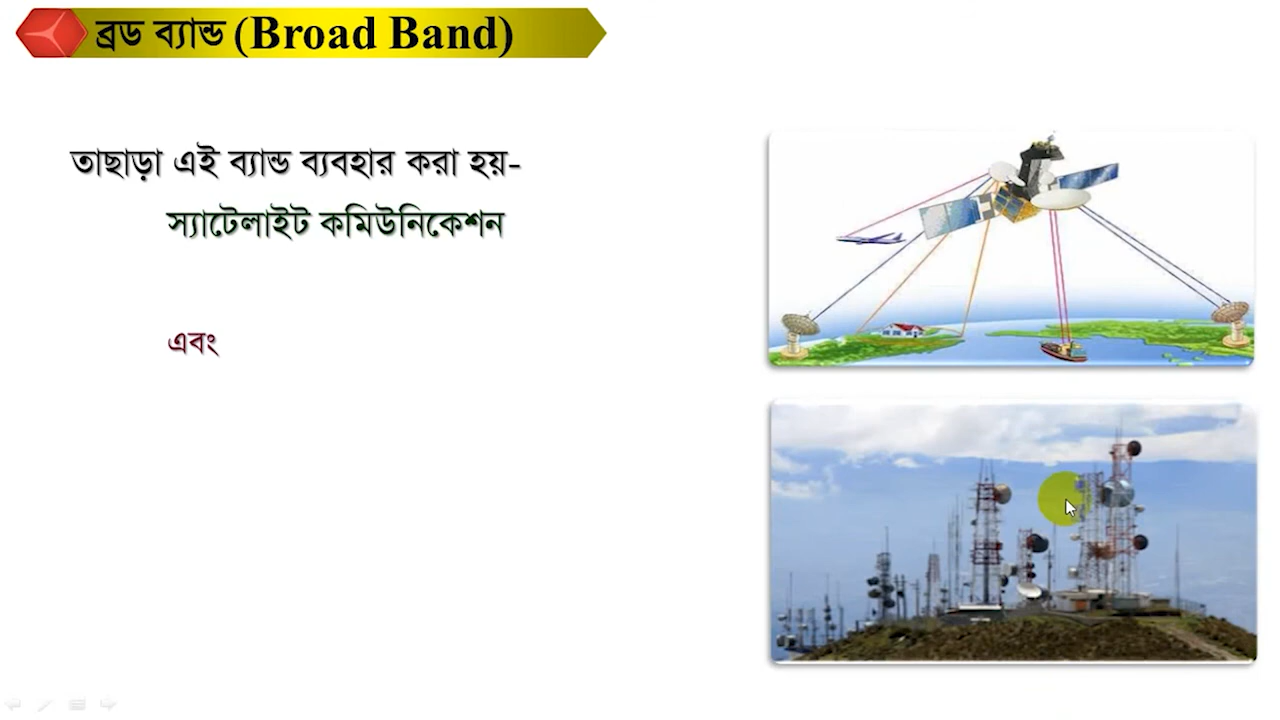 ব্রড ব্যান্ড (Broad Band)
তাছাড়া এই ব্যান্ড ব্যবহার করা হয়-
স্যাটেলাইট কমিউনিকেশন
এবং